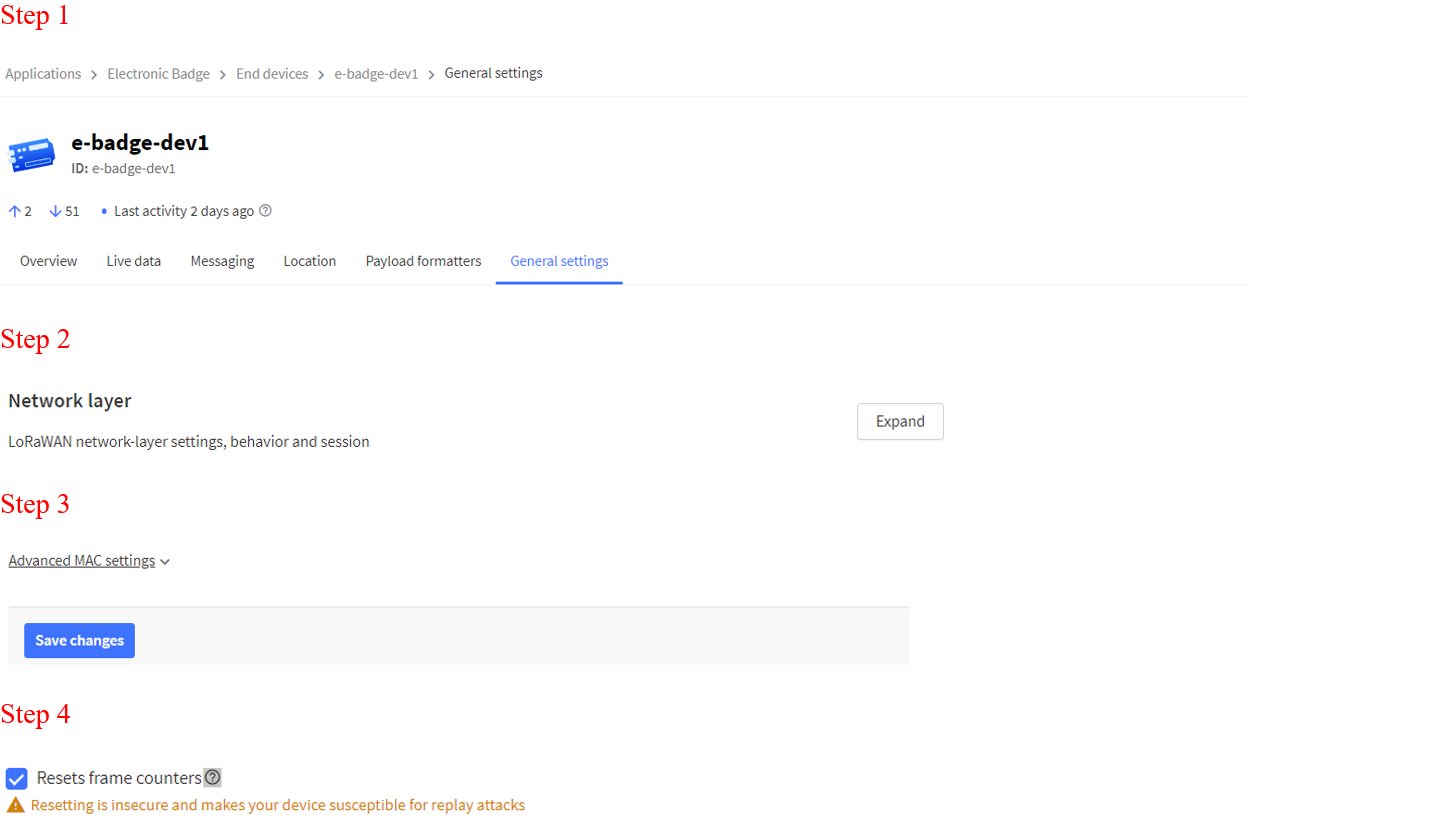 Step 1
Applications > Electronic Badge > End devices > e-badge-dev1 > General settings
e-badge-dev1
ID: e-badge-dev1
↑ 2 ↓ 51 • Last activity 2 days ago
Overview Live data Messaging Location Payload formatters General settings
Step 2
Network layer
Expand
LoRaWAN network-layer settings, behavior and session
Step 3
Advanced MAC settings
Save changes
Step 4
Resets frame counters
Resetting is insecure and makes your device susceptible for replay attacks